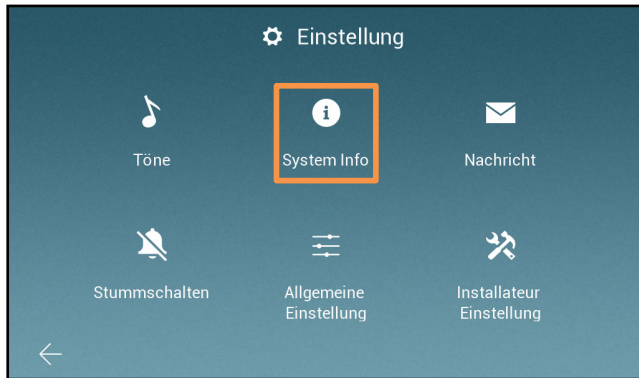 Einstellung
Töne
System Info
Nachricht
Stummschalten
Allgemeine
Einstellung
Installateur
Einstellung